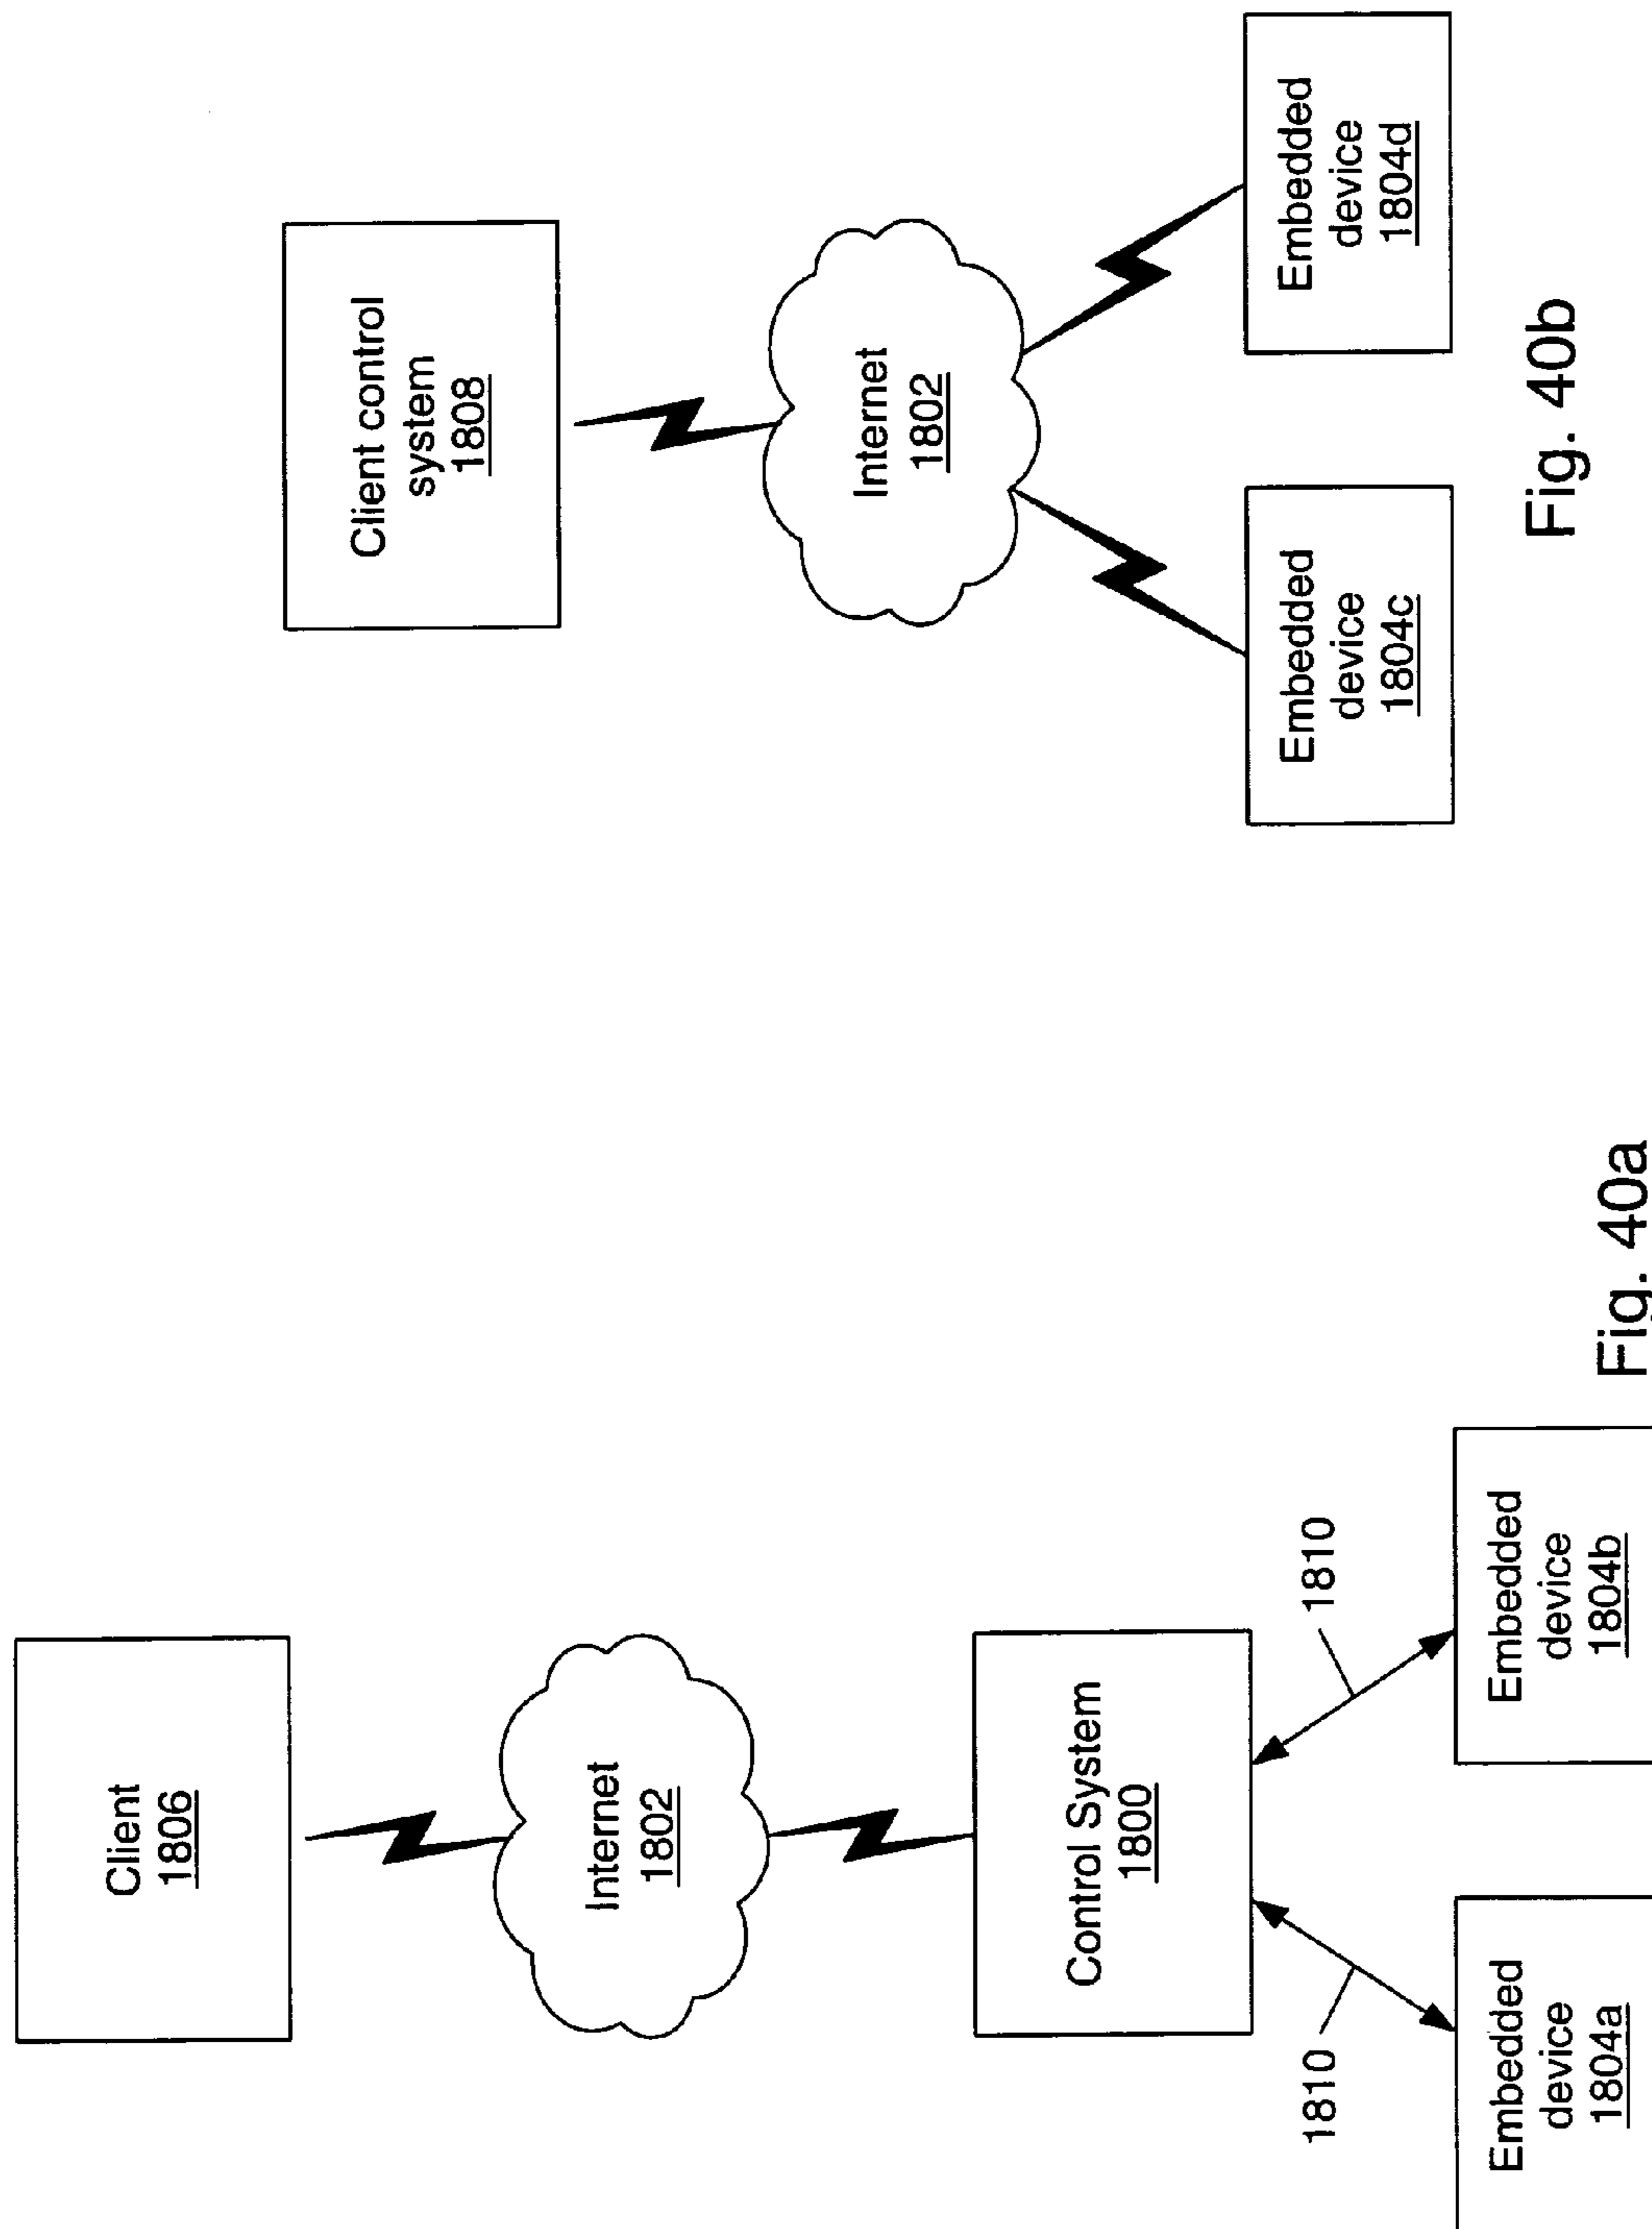 Client
1806
Internet
1802
Control System
1800
1810
1810
Embedded
device
1804a
Embedded
device
1804b
Fig. 40a
Client control
system
1808
Internet
1802
Embedded
device
1804c
Embedded
device
1804d
Fig. 40b